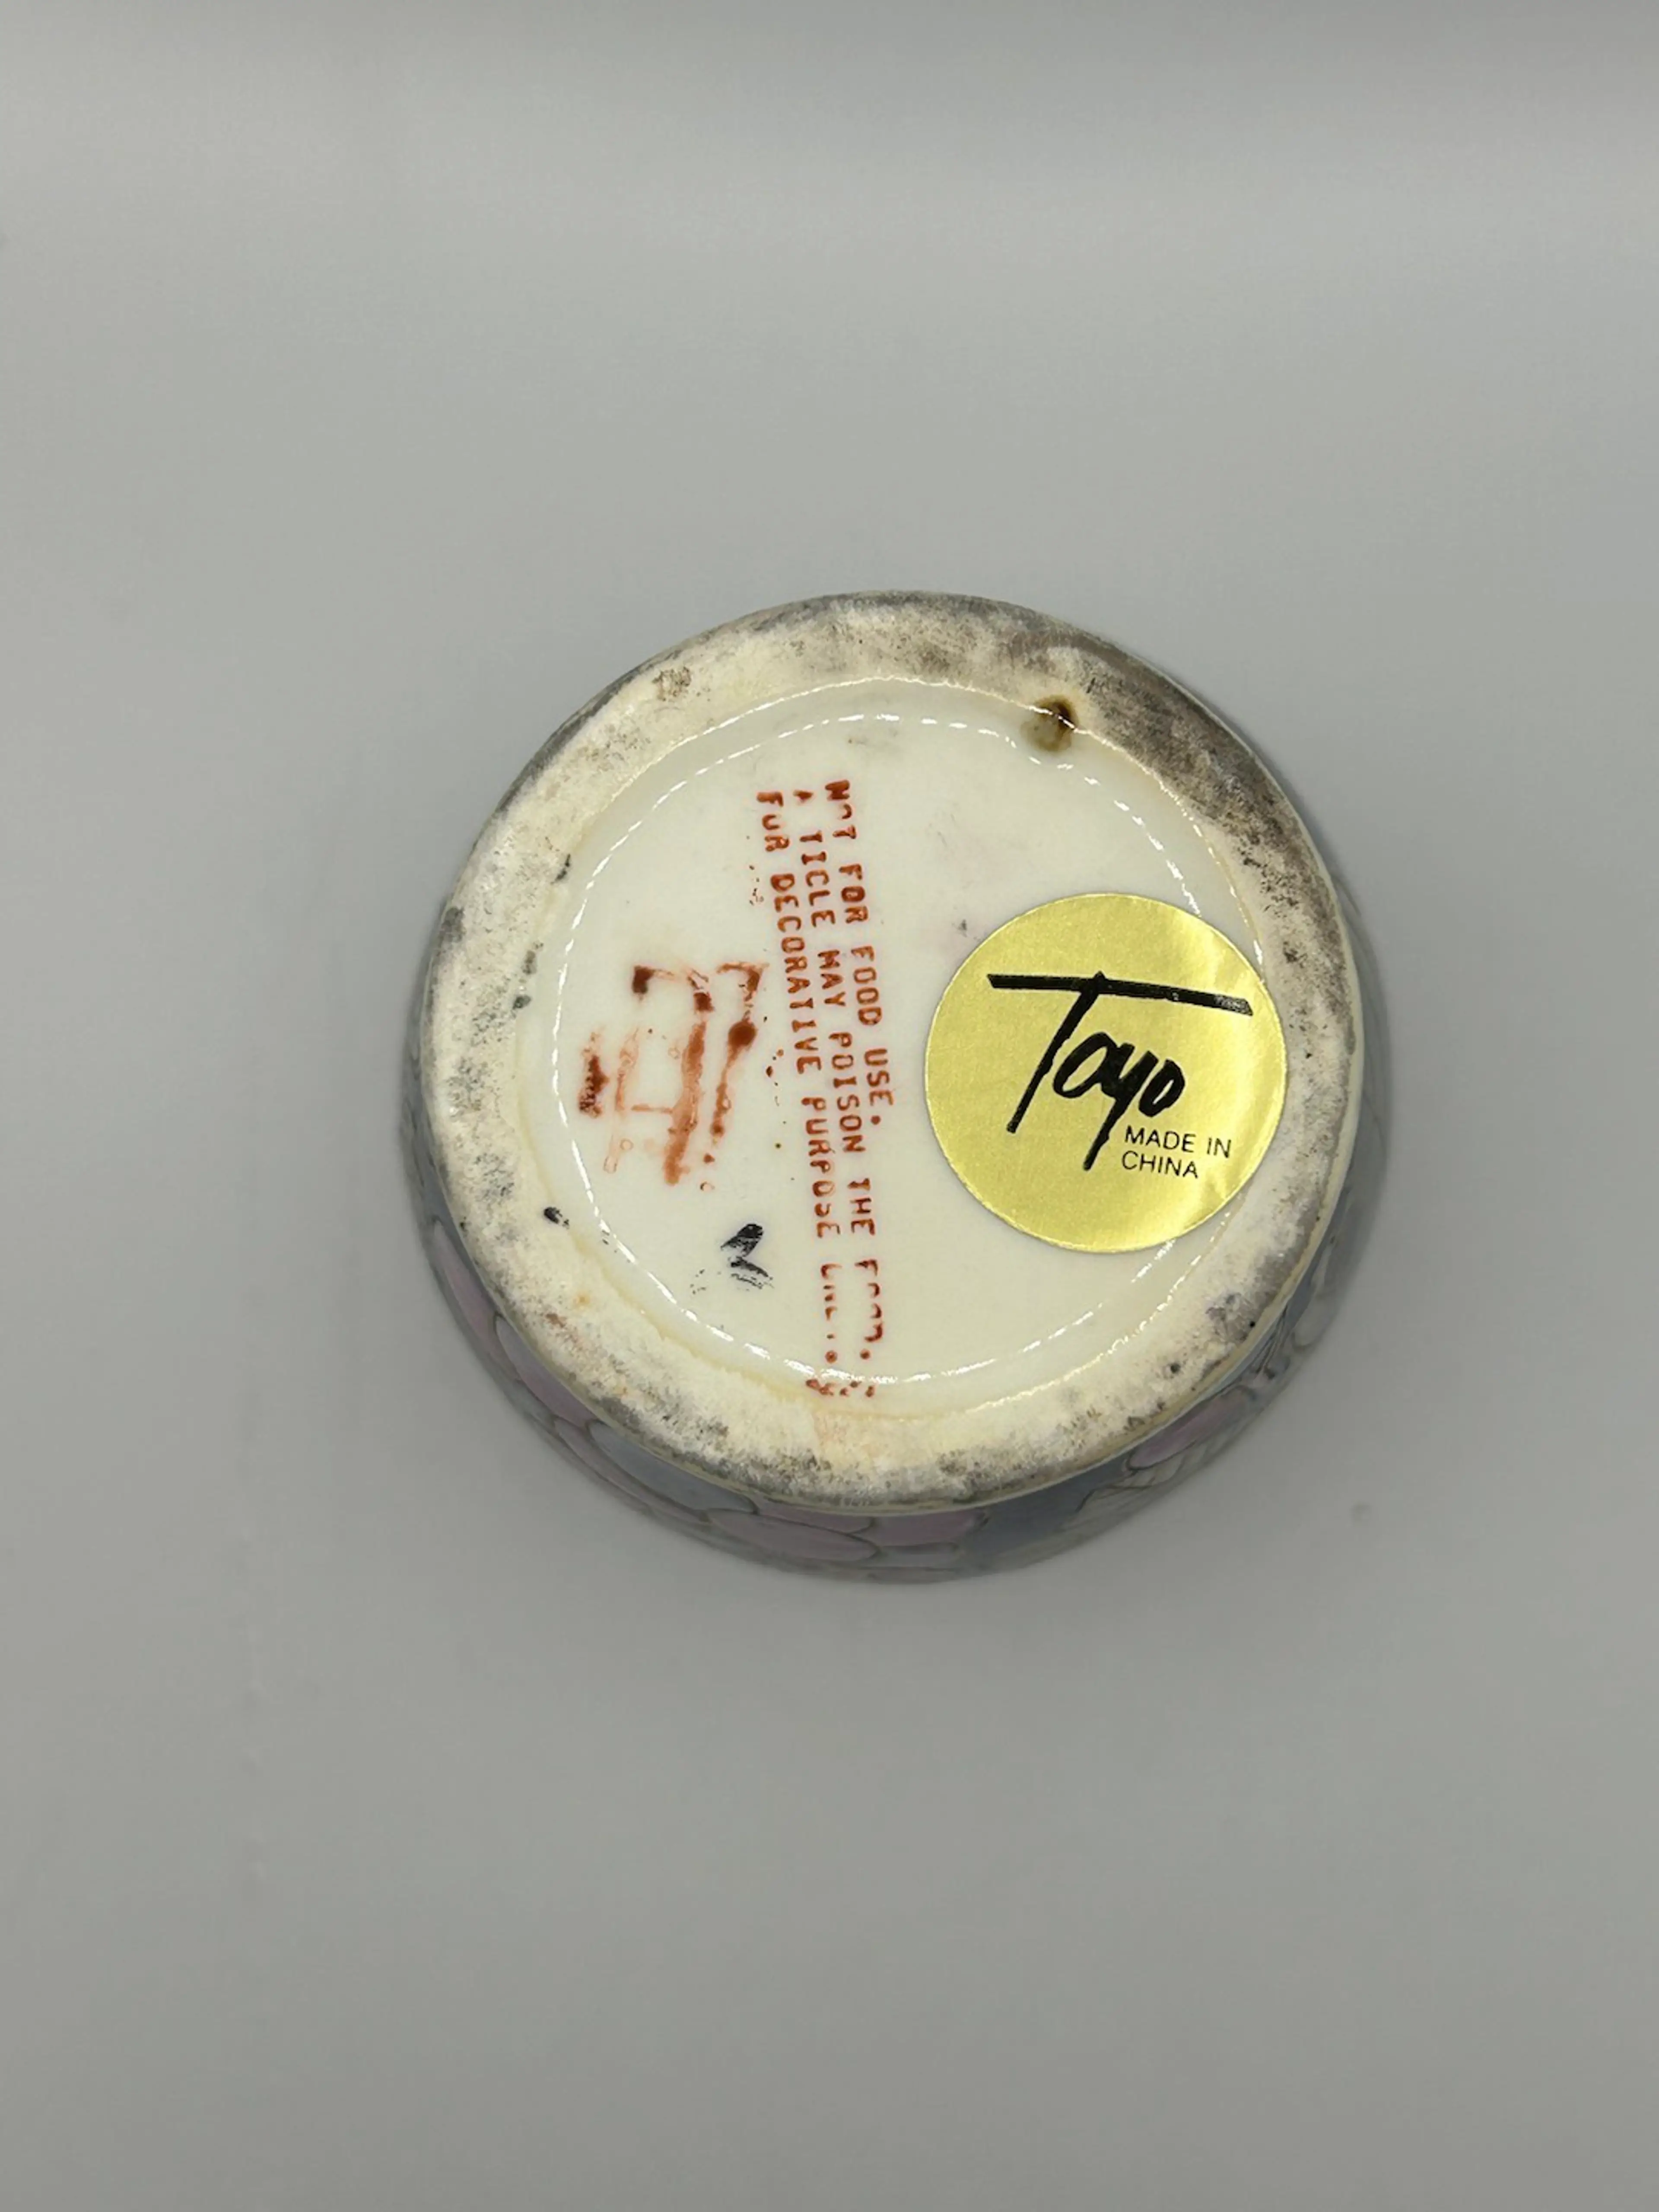 NOT FOR FOOD USE.
A TICLE MAY POISON THE FOOD.
FOR DECORATIVE PURPOSE
Toyo
MADE IN
CHINA